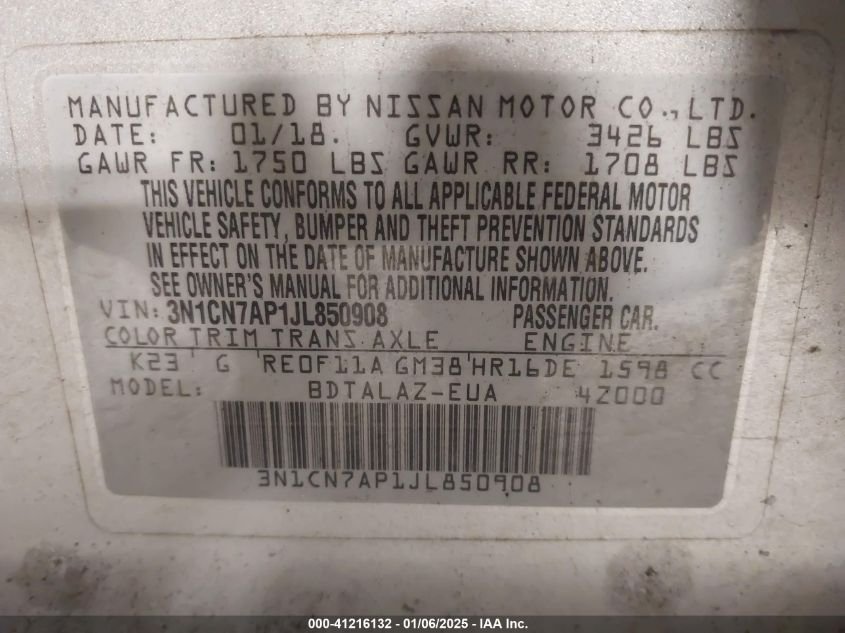 MANUFACTURED BY NISSAN MOTOR CO., LTD.
DATE: 01/18. GVWR: 3426 LBS
GAWR FR: 1750 LBS GAWR RR: 1708 LBS
THIS VEHICLE CONFORMS TO ALL APPLICABLE FEDERAL MOTOR
VEHICLE SAFETY, BUMPER AND THEFT PREVENTION STANDARDS
IN EFFECT ON THE DATE OF MANUFACTURE SHOWN ABOVE.
SEE OWNER'S MANUAL FOR ADDITIONAL INFORMATION.
VIN: 3N1CN7AP1JL850908 PASSENGER CAR.
COLOR TRIM TRANS AXLE ENGINE
K23 G RE0F11A GM38 HR16DE 1598 CC
MODEL: BDTALAZ-EUA 4Z000
3N1CN7AP1JL850908
000-41216132 — 01/06/2025 - IAA Inc.